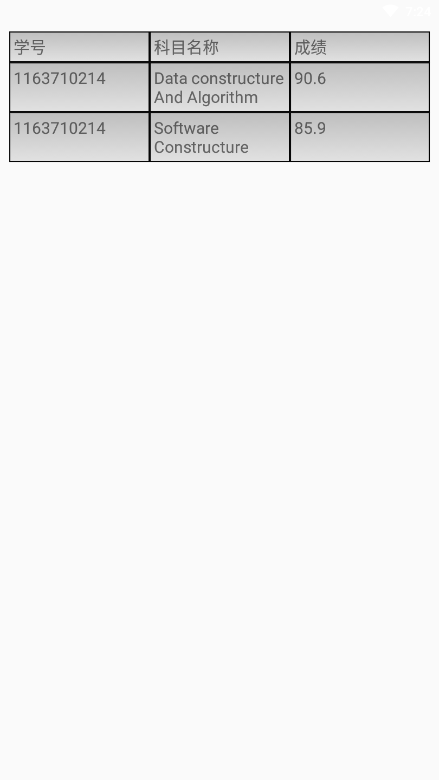 学号 科目名称 成绩
1163710214 Data constructure 90.6
And Algorithm
1163710214 Software 85.9
Constructure